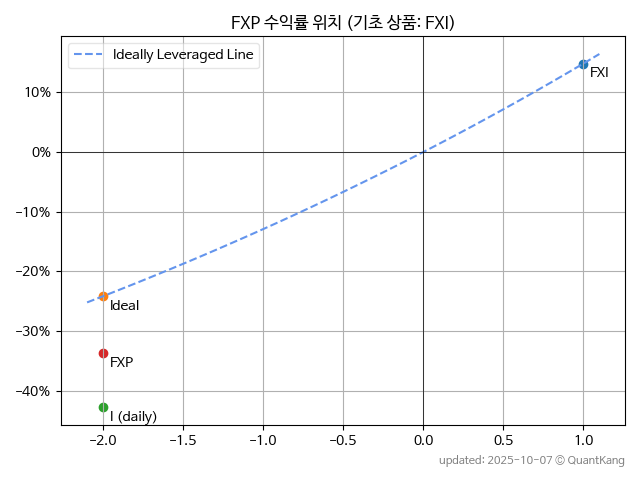 FXP 수익률 위치 (기초 상품: FXI)
Ideally Leveraged Line
FXI
10%
0%
−10%
−20%
Ideal
−30%
FXP
−40%
I (daily)
−2.0 −1.5 −1.0 −0.5 0.0 0.5 1.0
updated: 2025-10-07 © QuantKang